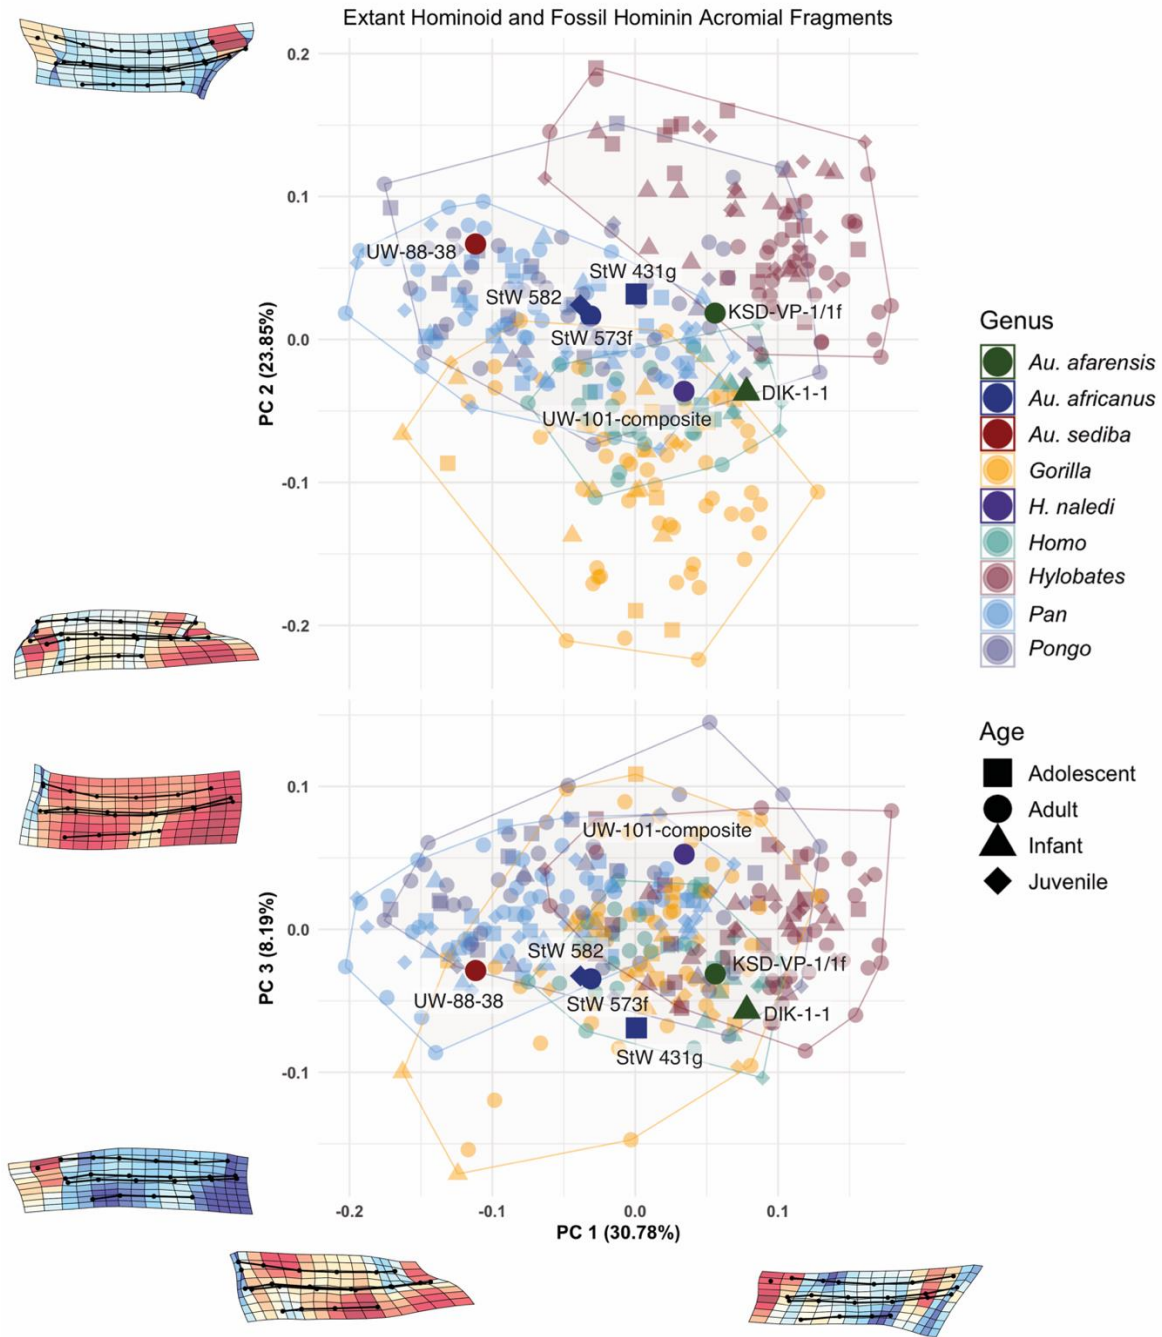 Extant Hominoid and Fossil Hominin Acromial Fragments
0.2
0.1
0.0
-0.1
-0.2
PC 2 (23.85%)
UW-88-38
StW 431g
StW 582
KSD-VP-1/1f
StW 573f
DIK-1-1
UW-101-composite
Genus
Au. afarensis
Au. africanus
Au. sediba
Gorilla
H. naledi
Homo
Hylobates
Pan
Pongo
Age
Adolescent
Adult
Infant
Juvenile
0.1
0.0
-0.1
PC 3 (8.19%)
UW-101-composite
StW 582
KSD-VP-1/1f
UW-88-38
StW 573f
DIK-1-1
StW 431g
-0.2
-0.1
0.0
0.1
PC 1 (30.78%)